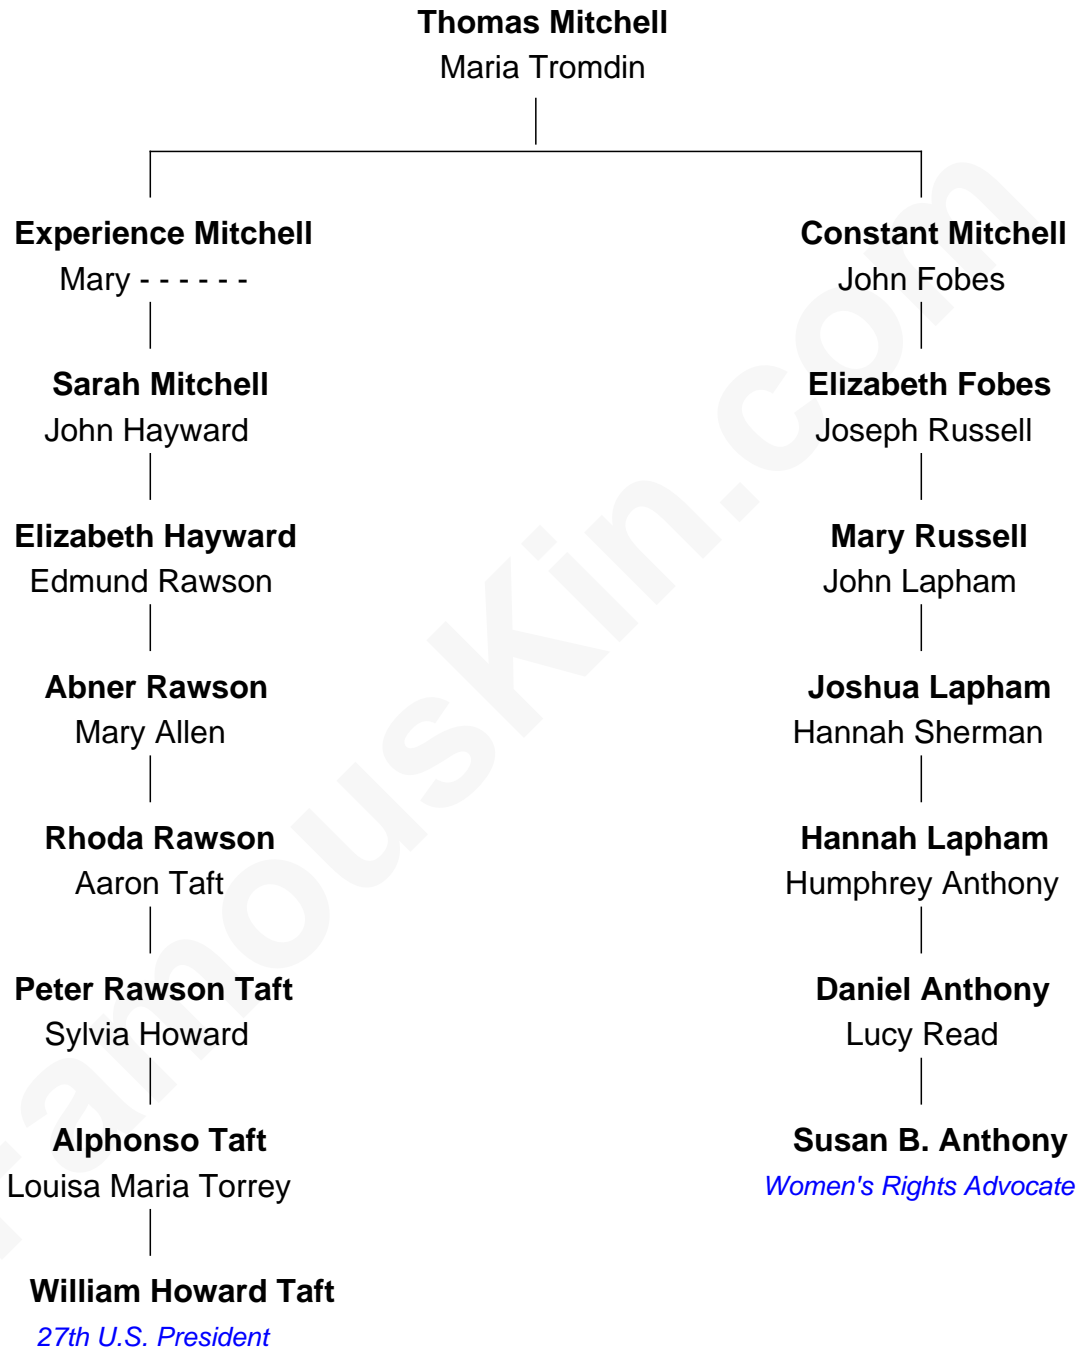 Thomas Mitchell
Maria Tromdin
Experience Mitchell
Mary - - - - - -
Constant Mitchell
John Fobes
Sarah Mitchell
John Hayward
Elizabeth Fobes
Joseph Russell
Elizabeth Hayward
Edmund Rawson
Mary Russell
John Lapham
Abner Rawson
Mary Allen
Joshua Lapham
Hannah Sherman
Rhoda Rawson
Aaron Taft
Hannah Lapham
Humphrey Anthony
Peter Rawson Taft
Sylvia Howard
Daniel Anthony
Lucy Read
Alphonso Taft
Louisa Maria Torrey
Susan B. Anthony
Women's Rights Advocate
William Howard Taft
27th U.S. President
FamousKin.com